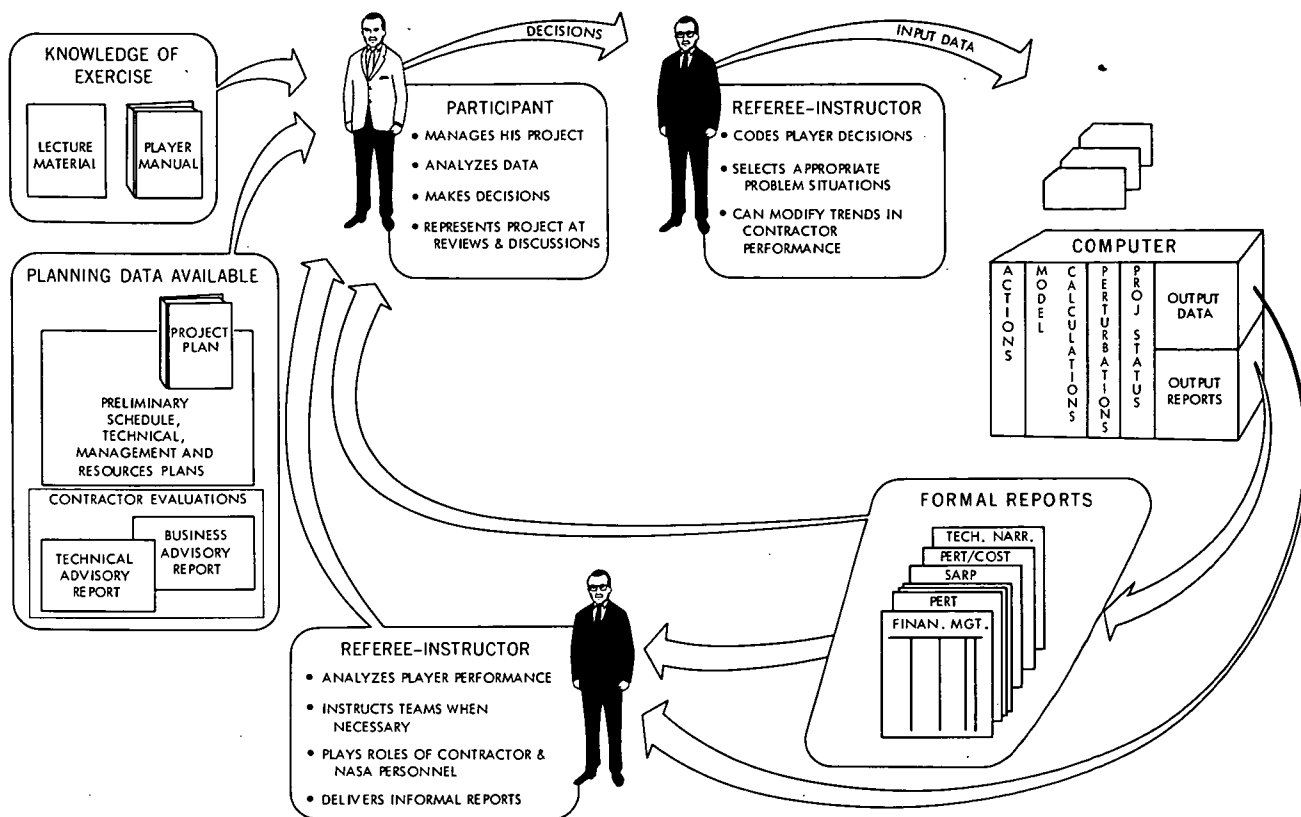 KNOWLEDGE OF
EXERCISE
LECTURE
MATERIAL
PLAYER
MANUAL
PLANNING DATA AVAILABLE
PROJECT
PLAN
PRELIMINARY
SCHEDULE,
TECHNICAL,
MANAGEMENT AND
RESOURCES PLANS
CONTRACTOR EVALUATIONS
BUSINESS
ADVISORY
REPORT
TECHNICAL
ADVISORY
REPORT
DECISIONS
PARTICIPANT
• MANAGES HIS PROJECT
• ANALYZES DATA
• MAKES DECISIONS
• REPRESENTS PROJECT AT
REVIEWS & DISCUSSIONS
INPUT DATA
REFEREE-INSTRUCTOR
• CODES PLAYER DECISIONS
• SELECTS APPROPRIATE
PROBLEM SITUATIONS
• CAN MODIFY TRENDS IN
CONTRACTOR
PERFORMANCE
COMPUTER
ACTIONS
MODEL
CALCULATIONS
PERTURBATIONS
PROJ STATUS
OUTPUT
DATA
OUTPUT
REPORTS
FORMAL REPORTS
TECH. NARR.
PERT/COST
SARP
PERT
FINAN. MGT.
REFEREE-INSTRUCTOR
• ANALYZES PLAYER PERFORMANCE
• INSTRUCTS TEAMS WHEN
NECESSARY
• PLAYS ROLES OF CONTRACTOR &
NASA PERSONNEL
• DELIVERS INFORMAL REPORTS